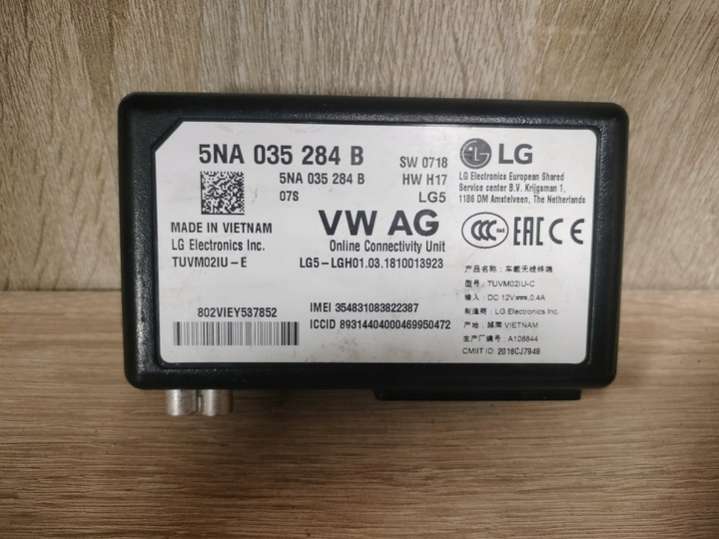 5NA 035 284 B
5NA 035 284 B
07S
SW 0718
HW H17
LG5
MADE IN VIETNAM
LG Electronics Inc.
TUVM02IU-E
VW AG
Online Connectivity Unit
LG5-LGH01.03.1810013923
802VIEY537852
IMEI 354831083822387
ICCID 89314404000469950472
LG
LG Electronics European Shared
Service center B.V. Krijgsman 1,
1186 DM Amstelveen, The Netherlands
CCC EAC CE
产品名称 : 车载无线终端
型号 : TUVM02IU-C
输入 : DC 12V 0.4A
制造商 : LG Electronics Inc.
产地 : 越南 VIETNAM
生产厂编号 : A108844
CMIIT ID: 2016CJ7949